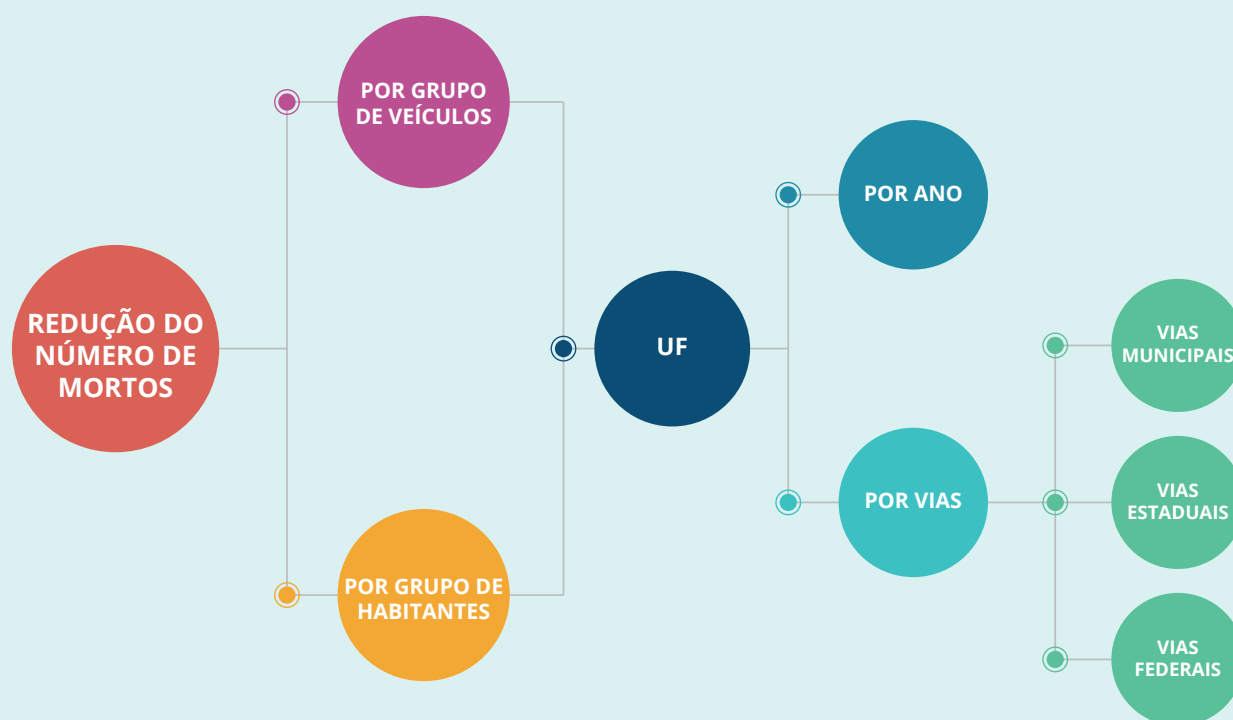 POR GRUPO
DE VEÍCULOS
POR ANO
REDUÇÃO DO
NÚMERO DE
MORTOS
UF
VIAS
MUNICIPAIS
POR VIAS
VIAS
ESTADUAIS
POR GRUPO DE
HABITANTES
VIAS
FEDERAIS